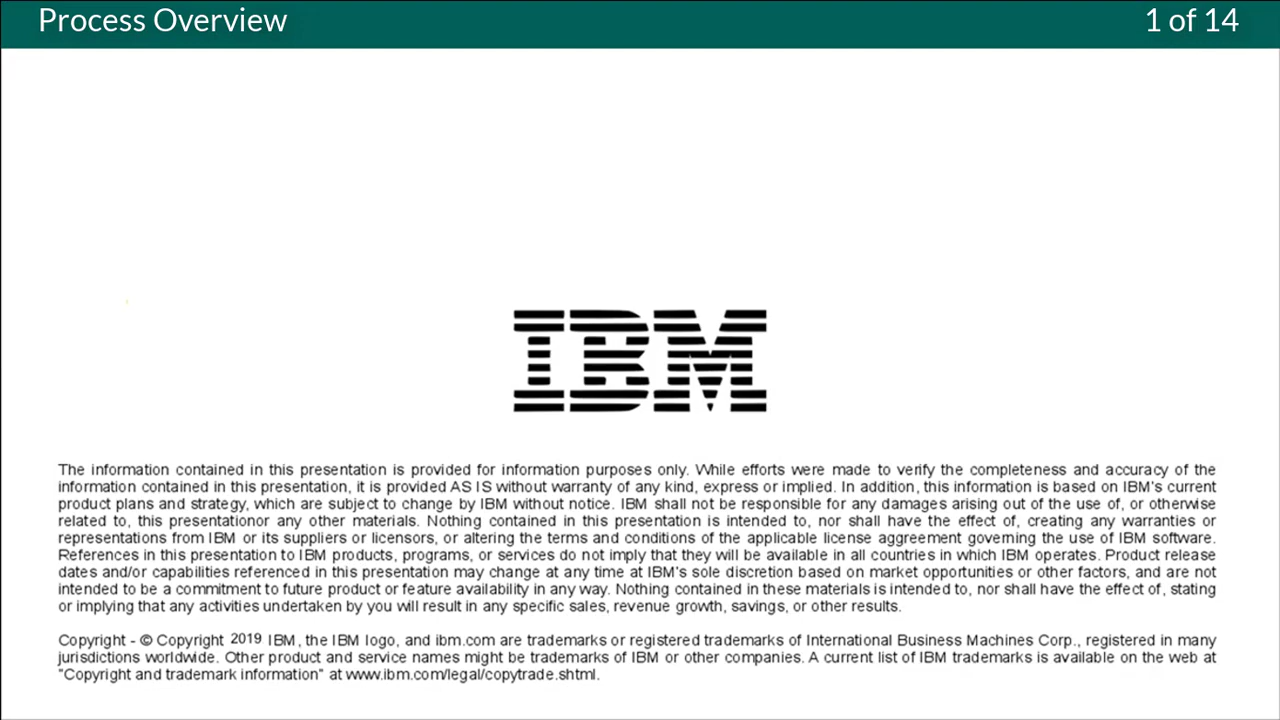 Process Overview 1 of 14
IBM
The information contained in this presentation is provided for information purposes only. While efforts were made to verify the completeness and accuracy of the
information contained in this presentation, it is provided AS IS without warranty of any kind, express or implied. In addition, this information is based on IBM's current
product plans and strategy, which are subject to change by IBM without notice. IBM shall not be responsible for any damages arising out of the use of, or otherwise
related to, this presentationor any other materials. Nothing contained in this presentation is intended to, nor shall have the effect of, creating any warranties or
representations from IBM or its suppliers or licensors, or altering the terms and conditions of the applicable license aggreement governing the use of IBM software.
References in this presentation to IBM products, programs, or services do not imply that they will be available in all countries in which IBM operates. Product release
dates and/or capabilities referenced in this presentation may change at any time at IBM's sole discretion based on market opportunities or other factors, and are not
intended to be a commitment to future product or feature availability in any way. Nothing contained in these materials is intended to, nor shall have the effect of, stating
or implying that any activities undertaken by you will result in any specific sales, revenue growth, savings, or other results.
Copyright - © Copyright 2019 IBM, the IBM logo, and ibm.com are trademarks or registered trademarks of International Business Machines Corp., registered in many
jurisdictions worldwide. Other product and service names might be trademarks of IBM or other companies. A current list of IBM trademarks is available on the web at
"Copyright and trademark information" at www.ibm.com/legal/copytrade.shtml.